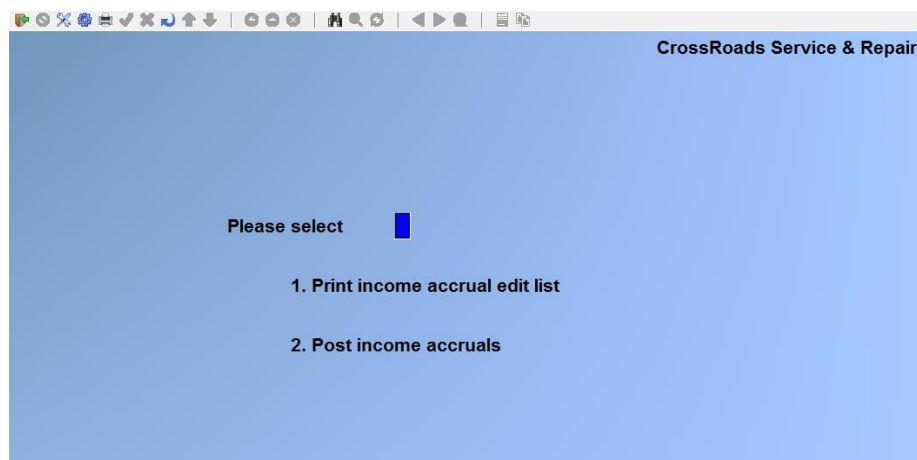 CrossRoads Service & Repair
Please select
1. Print income accrual edit list
2. Post income accruals